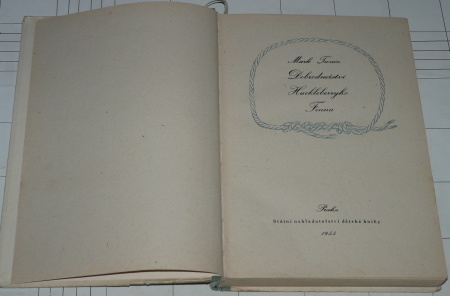 Mark Twain
Dobrodružství
Huckleberryho
Finna
Praha
Státní nakladatelství dětské knihy
1955